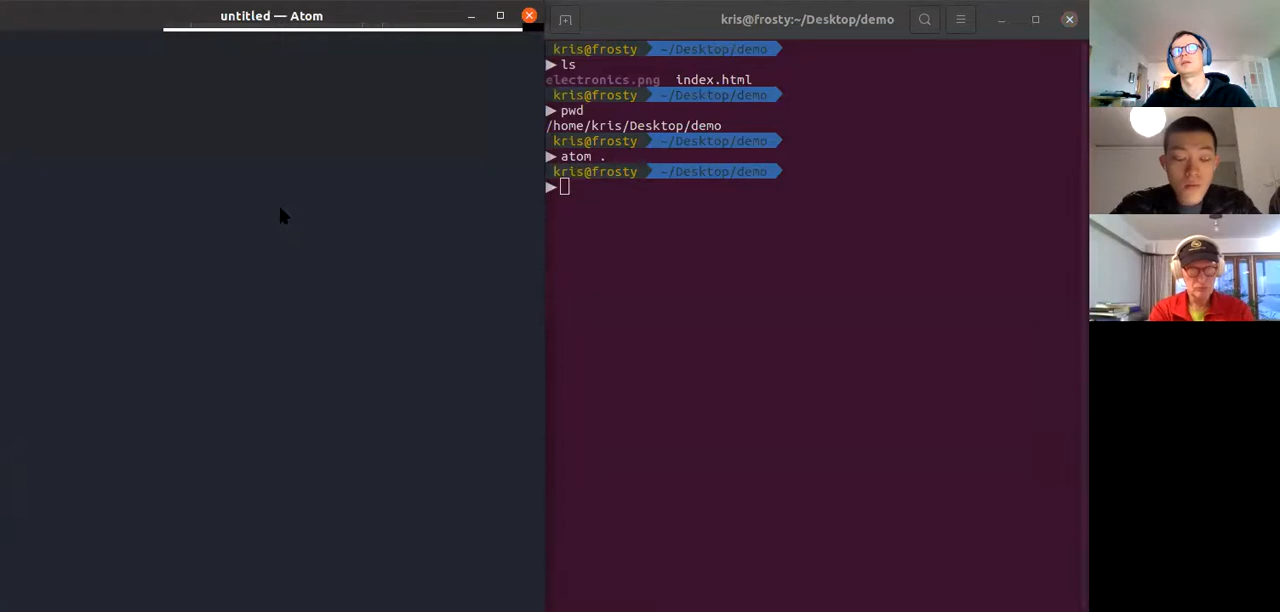 untitled — Atom
kris@frosty:~/Desktop/demo
kris@frosty ~/Desktop/demo
▶ ls
electronics.png index.html
kris@frosty ~/Desktop/demo
▶ pwd
/home/kris/Desktop/demo
kris@frosty ~/Desktop/demo
▶ atom .
kris@frosty ~/Desktop/demo
▶